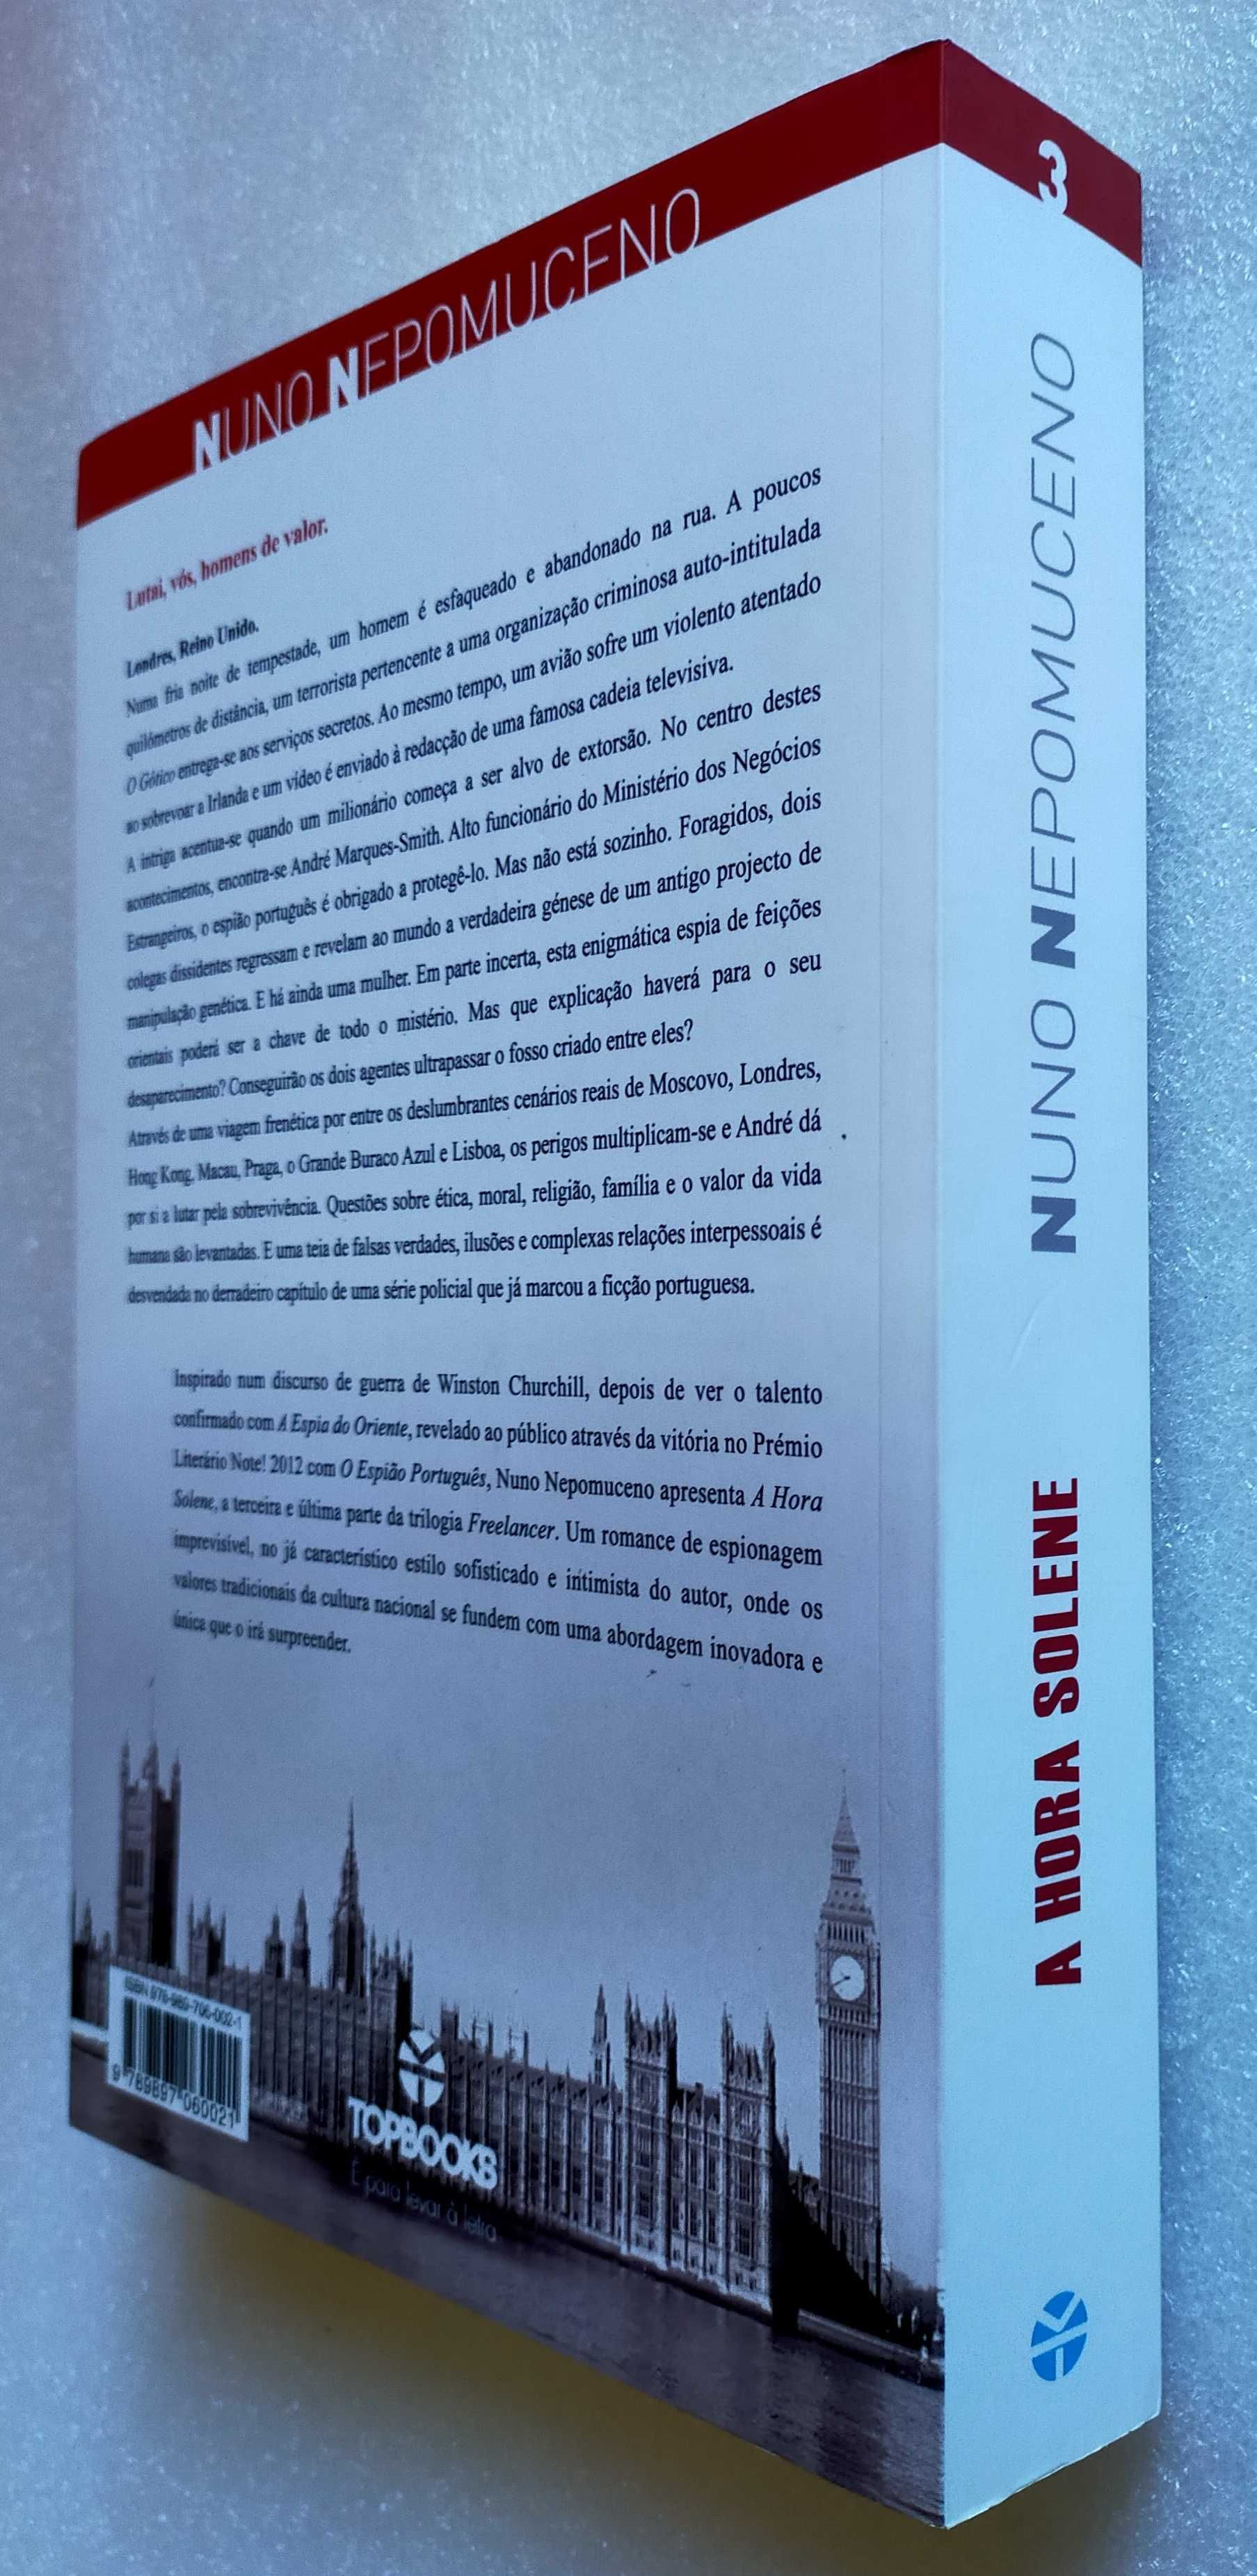 NUNO NEPOMUCENO
Lutai, vós, homens de valor.
Londres, Reino Unido.
Numa fria noite de tempestade, um homem é esfaqueado e abandonado na rua. A poucos
quilómetros de distância, um terrorista pertencente a uma organização criminosa auto-intitulada
O Gótico entrega-se aos serviços secretos. Ao mesmo tempo, um avião sofre um violento atentado
ao sobrevoar a Irlanda e um vídeo é enviado à redacção de uma famosa cadeia televisiva.
A intriga acentua-se quando um milionário começa a ser alvo de extorsão. No centro destes
acontecimentos, encontra-se André Marques-Smith. Alto funcionário do Ministério dos Negócios
Estrangeiros, o espião português é obrigado a protegê-lo. Mas não está sozinho. Foragidos, dois
colegas dissidentes regressam e revelam ao mundo a verdadeira génese de um antigo projecto de
manipulação genética. E há ainda uma mulher. Em parte incerta, esta enigmática espia de feições
orientais poderá ser a chave de todo o mistério. Mas que explicação haverá para o seu
desaparecimento? Conseguirão os dois agentes ultrapassar o fosso criado entre eles?
Através de uma viagem frenética por entre os deslumbrantes cenários reais de Moscovo, Londres,
Hong Kong, Macau, Praga, o Grande Buraco Azul e Lisboa, os perigos multiplicam-se e André dá
por si a lutar pela sobrevivência. Questões sobre ética, moral, religião, família e o valor da vida
humana são levantadas. E uma teia de falsas verdades, ilusões e complexas relações interpessoais é
desvendada no derradeiro capítulo de uma série policial que já marcou a ficção portuguesa.
Inspirado num discurso de guerra de Winston Churchill, depois de ver o talento
confirmado com A Espia do Oriente, revelado ao público através da vitória no Prémio
Literário Note! 2012 com O Espião Português, Nuno Nepomuceno apresenta A Hora
Solene, a terceira e última parte da trilogia Freelancer. Um romance de espionagem
imprevisível, no já característico estilo sofisticado e intimista do autor, onde os
valores tradicionais da cultura nacional se fundem com uma abordagem inovadora e
única que o irá surpreender.
ISBN 978-989-706-002-1
9 789897 060021
TOPBOOKS
É para levar à letra
3
NUNO NEPOMUCENO
A HORA SOLENE